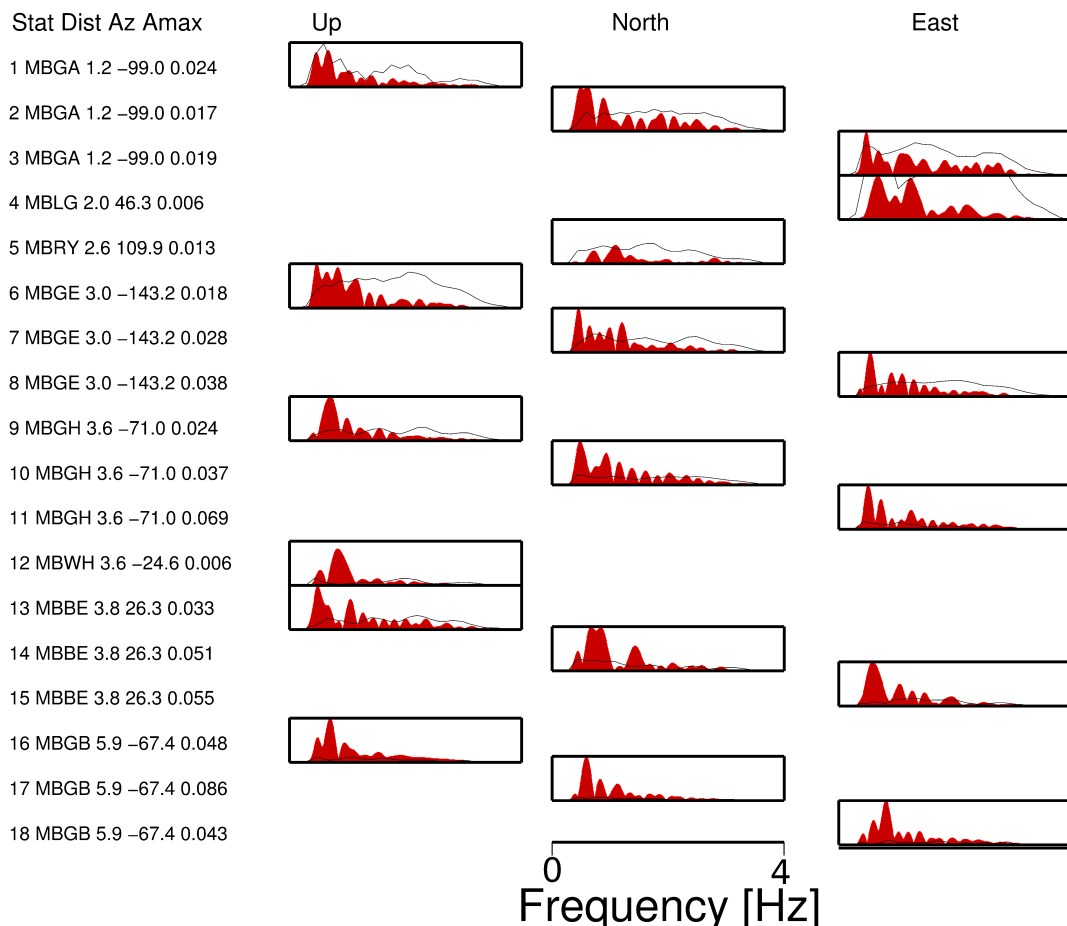 Stat Dist Az Amax Up North East
1 MBGA 1.2 −99.0 0.024
2 MBGA 1.2 −99.0 0.017
3 MBGA 1.2 −99.0 0.019
4 MBLG 2.0 46.3 0.006
5 MBRY 2.6 109.9 0.013
6 MBGE 3.0 −143.2 0.018
7 MBGE 3.0 −143.2 0.028
8 MBGE 3.0 −143.2 0.038
9 MBGH 3.6 −71.0 0.024
10 MBGH 3.6 −71.0 0.037
11 MBGH 3.6 −71.0 0.069
12 MBWH 3.6 −24.6 0.006
13 MBBE 3.8 26.3 0.033
14 MBBE 3.8 26.3 0.051
15 MBBE 3.8 26.3 0.055
16 MBGB 5.9 −67.4 0.048
17 MBGB 5.9 −67.4 0.086
18 MBGB 5.9 −67.4 0.043
0 4
Frequency [Hz]